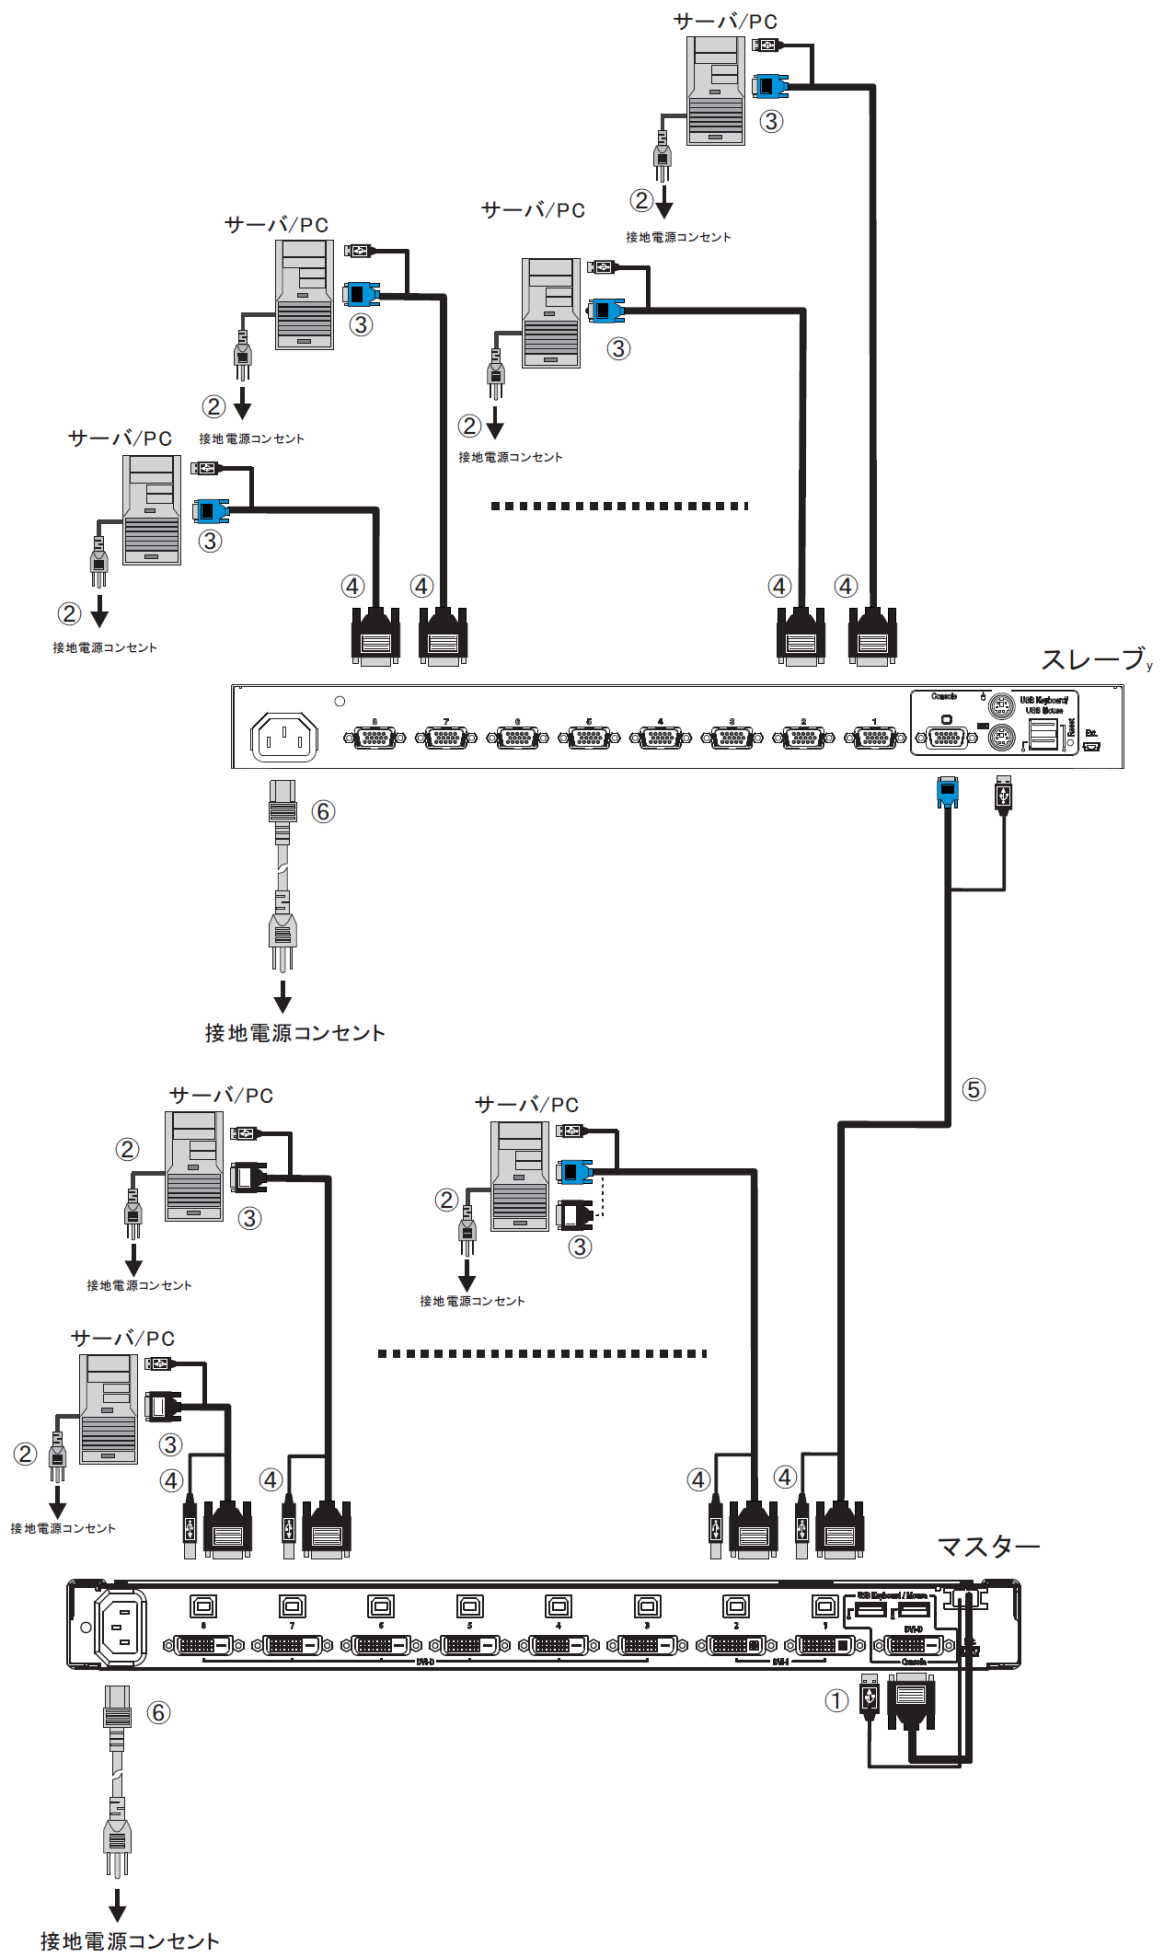 サーバ/PC
③
②
接地電源コンセント
サーバ/PC
サーバ/PC
③
③
②
接地電源コンセント
②
接地電源コンセント
サーバ/PC
③
②
接地電源コンセント
④
④
④
④
スレーブy
Console
USB Keyboard/
USB Mouse
8
7
6
5
4
3
2
1
Reset
⑥
接地電源コンセント
⑤
サーバ/PC
②
③
接地電源コンセント
サーバ/PC
②
③
接地電源コンセント
サーバ/PC
②
③
接地電源コンセント
④
④
④
④
マスター
USB Keyboard / Mouse
8
7
6
5
4
3
2
1
DVI-D
DVI-D
DVI-I
Console
①
⑥
接地電源コンセント